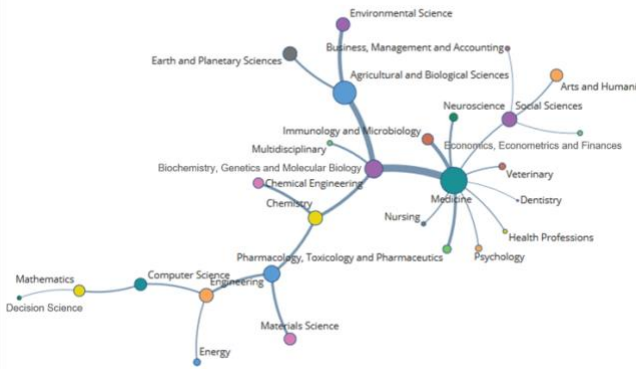 Environmental Science
Business, Management and Accounting
Earth and Planetary Sciences
Agricultural and Biological Sciences
Arts and Humani
Neuroscience
Social Sciences
Immunology and Microbiology
Economics, Econometrics and Finances
Multidisciplinary
Biochemistry, Genetics and Molecular Biology
Veterinary
Chemical Engineering
Medicine
Dentistry
Chemistry
Nursing
Health Professions
Pharmacology, Toxicology and Pharmaceutics
Psychology
Computer Science
Mathematics
Engineering
Decision Science
Materials Science
Energy